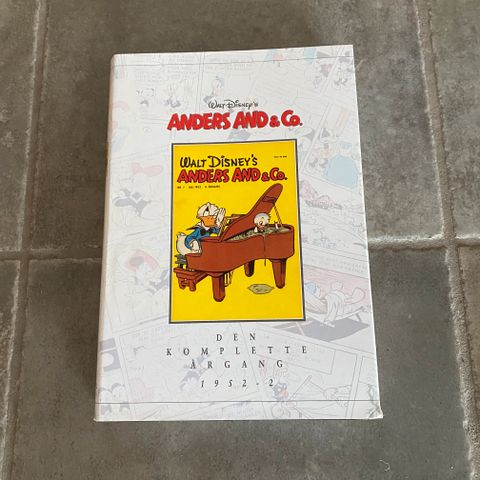 WALT DISNEY'S
ANDERS AND & Co.
WALT DISNEY'S
ANDERS AND & Co.
DEN
KOMPLETTE
ÅRGANG
1952-2